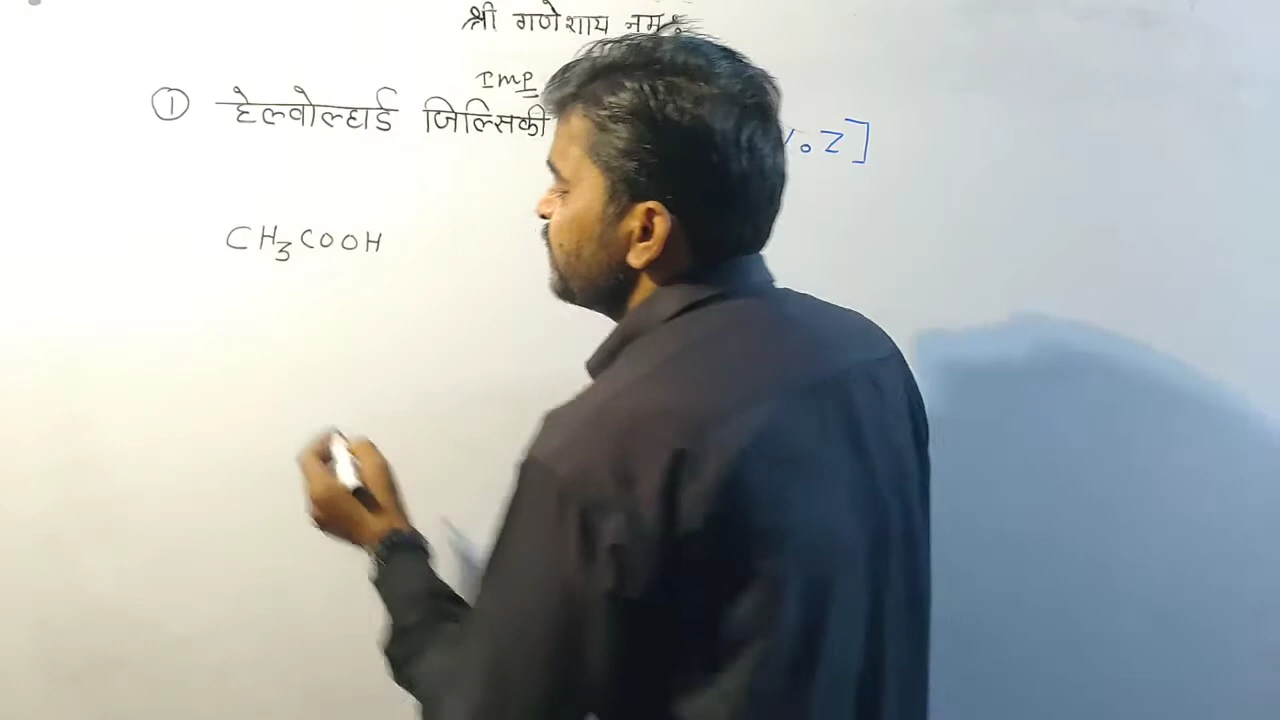 श्री गणेशाय नमः
Imp
① हेलवोल्हार्ड जिल्सिकी .Z]
CH₃COOH